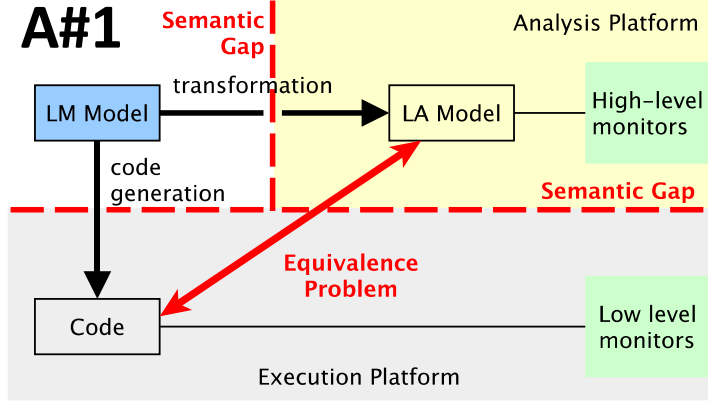 A#1
Semantic
Gap
Analysis Platform
transformation
LM Model
LA Model
High-level
monitors
code
generation
Semantic Gap
Equivalence
Problem
Code
Low level
monitors
Execution Platform